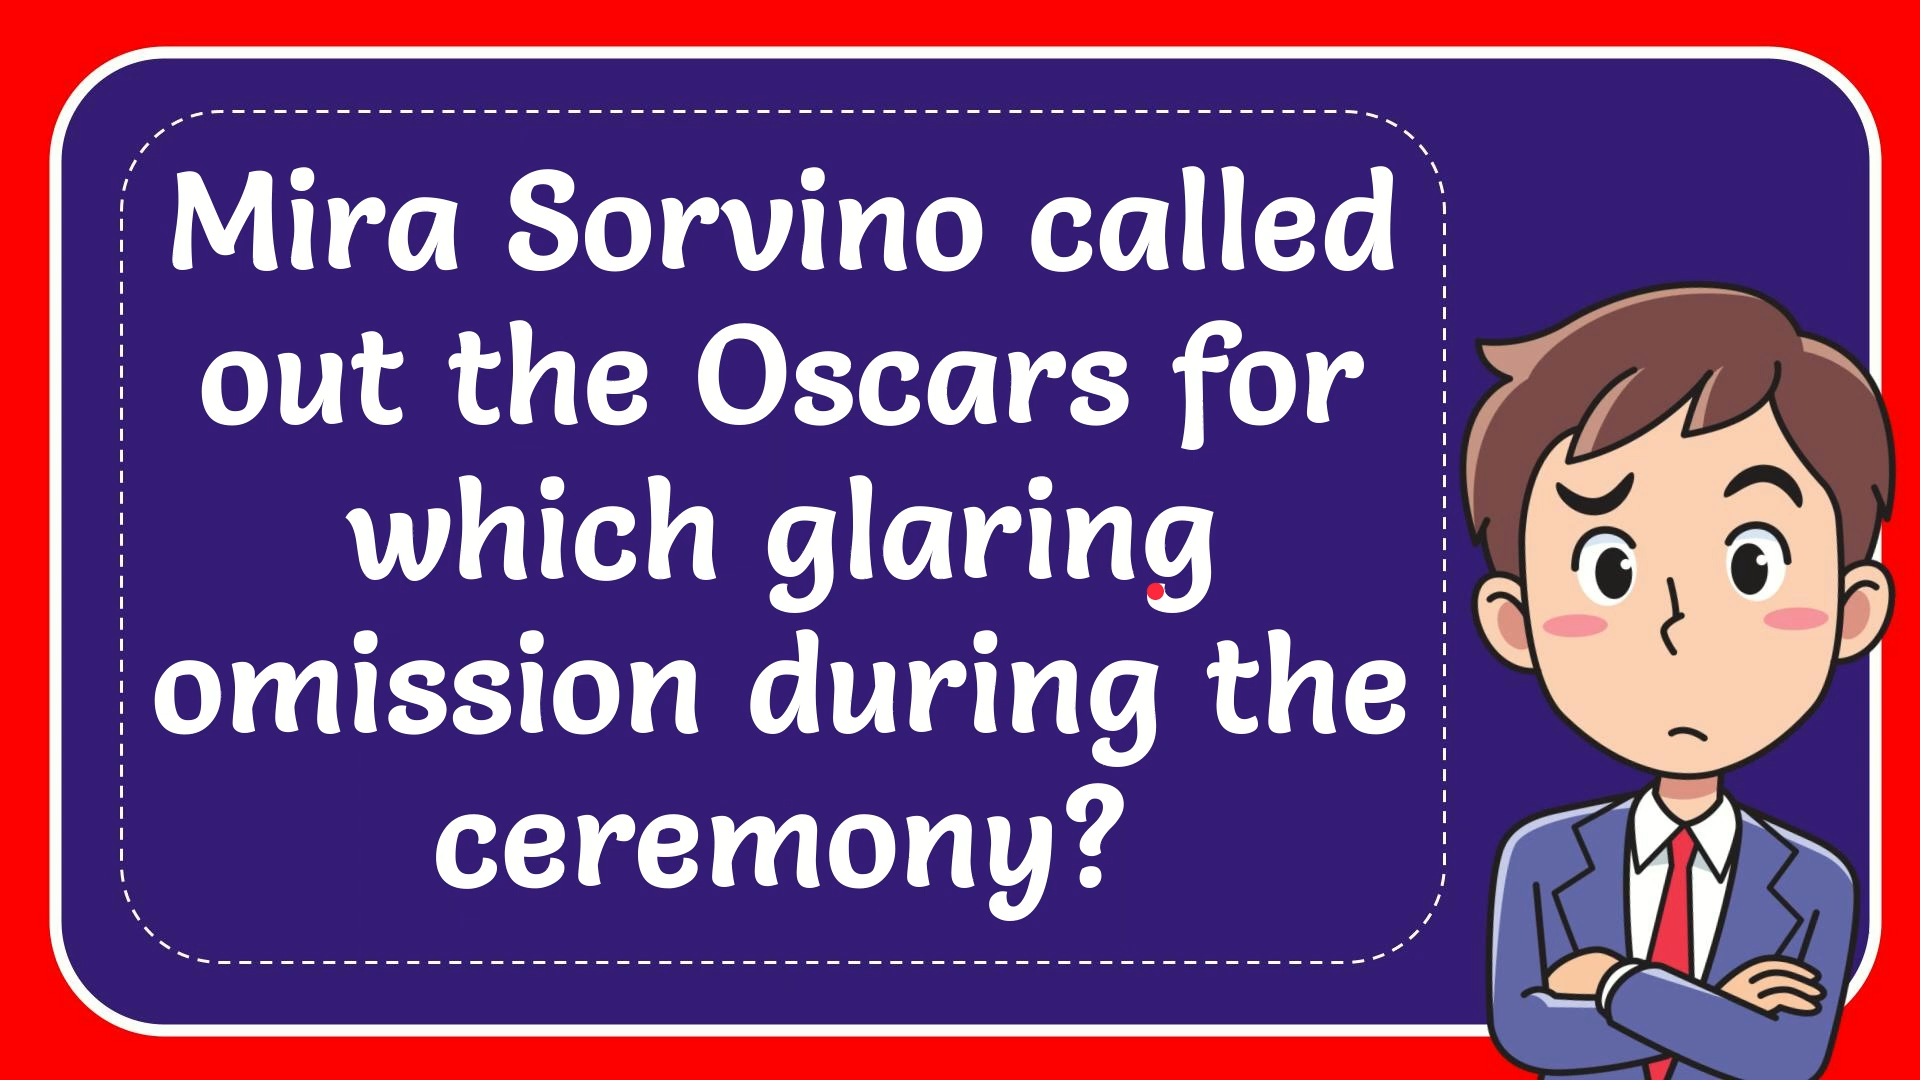 Mira Sorvino called
out the Oscars for
which glaring
omission during the
ceremony?